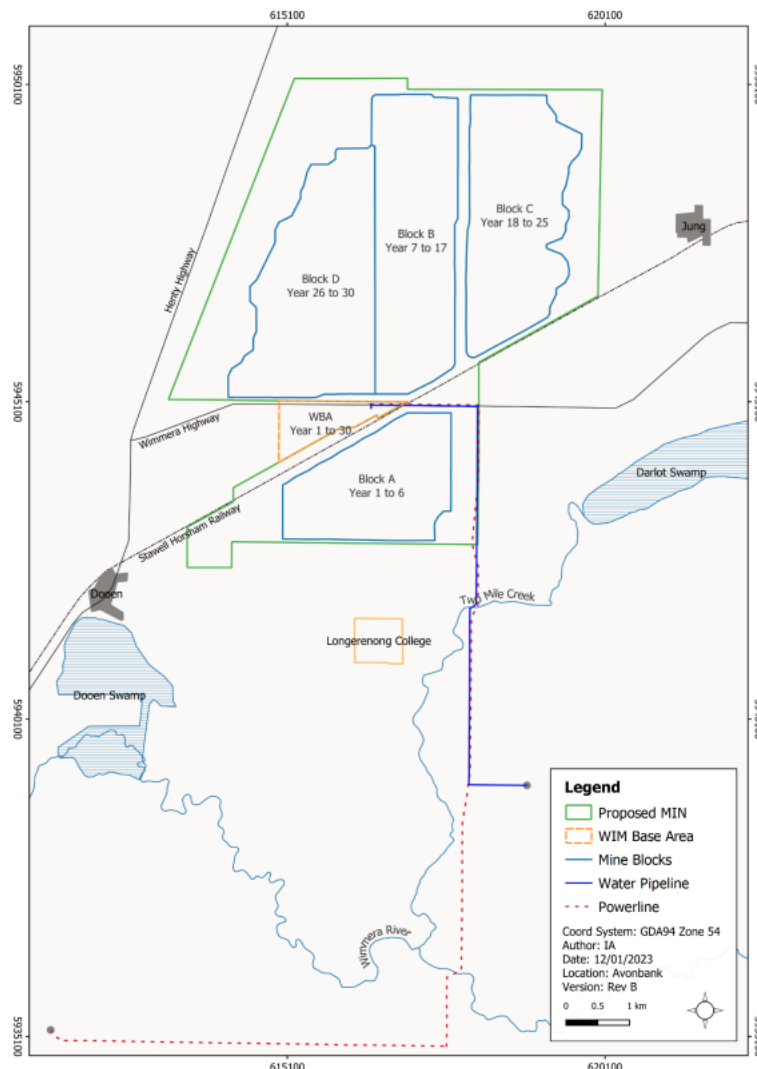 615100
620100
5950100
Jung
Block C
Year 18 to 25
Block B
Year 7 to 17
Block D
Year 26 to 30
Henty Highway
5945100
WBA
Year 1 to 30
Wimmera Highway
Block A
Year 1 to 6
Darlot Swamp
Stawell Horsham Railway
Dooen
Two Mile Creek
Longerenong College
Dooen Swamp
5940100
Wimmera River
5935100
Legend
Proposed MIN
WIM Base Area
Mine Blocks
Water Pipeline
Powerline
Coord System: GDA94 Zone 54
Author: IA
Date: 12/01/2023
Location: Avonbank
Version: Rev B
0 0.5 1 km
615100
620100